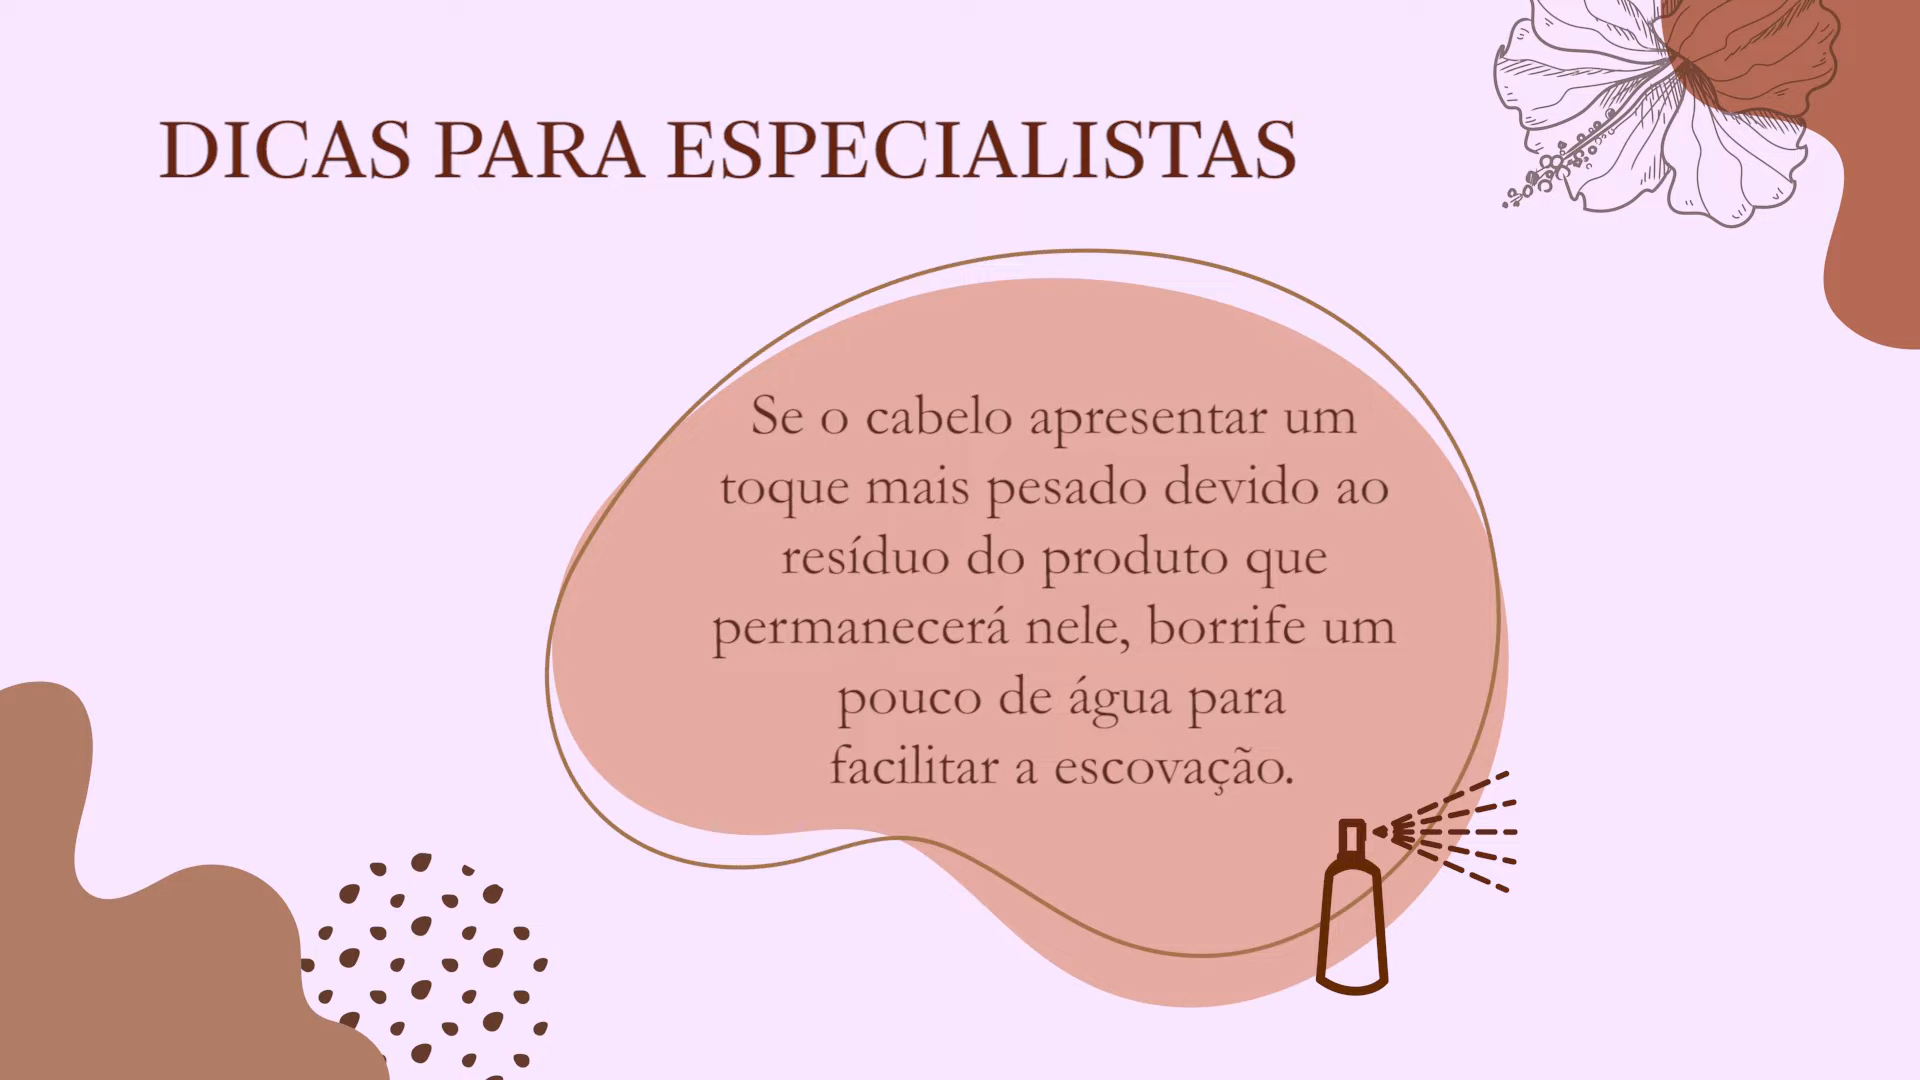 DICAS PARA ESPECIALISTAS
Se o cabelo apresentar um
toque mais pesado devido ao
resíduo do produto que
permanecerá nele, borrife um
pouco de água para
facilitar a escovação.